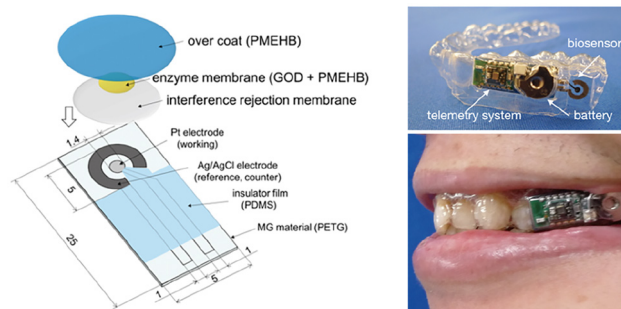 over coat (PMEHB)
enzyme membrane (GOD + PMEHB)
interference rejection membrane
1.4
Pt electrode
(working)
Ag/AgCl electrode
(reference, counter)
5
insulator film
(PDMS)
25
MG material (PETG)
1
5
1
biosensor
telemetry system
battery